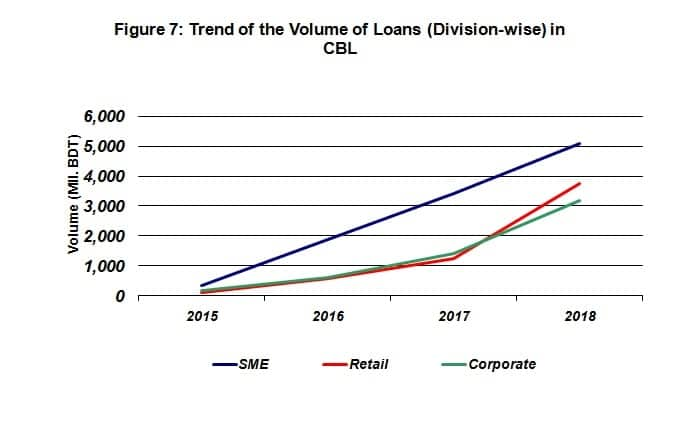 Figure 7: Trend of the Volume of Loans (Division-wise) in
CBL
Volume (Mll. BDT)
6,000
5,000
4,000
3,000
2,000
1,000
0
2015 2016 2017 2018
SME Retail Corporate